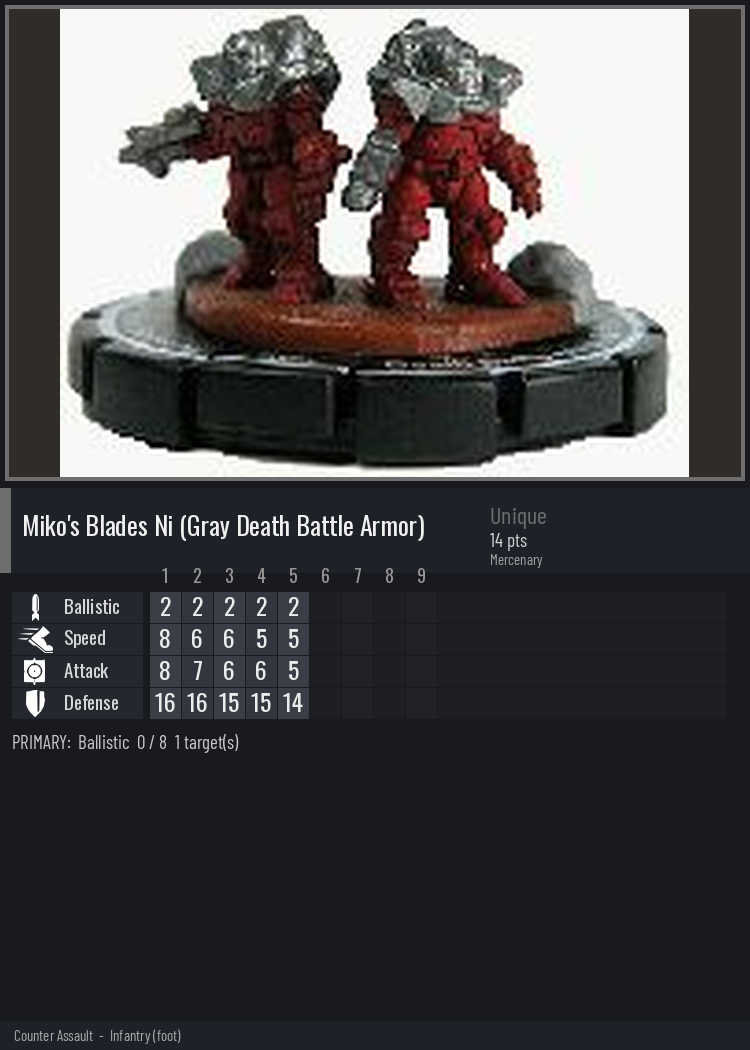 Miko's Blades Ni (Gray Death Battle Armor)
Unique
14 pts
Mercenary
1 2 3 4 5 6 7 8 9
Ballistic 2 2 2 2 2
Speed 8 6 6 5 5
Attack 8 7 6 6 5
Defense 16 16 15 15 14
PRIMARY: Ballistic 0 / 8 1 target(s)
Counter Assault - Infantry (foot)